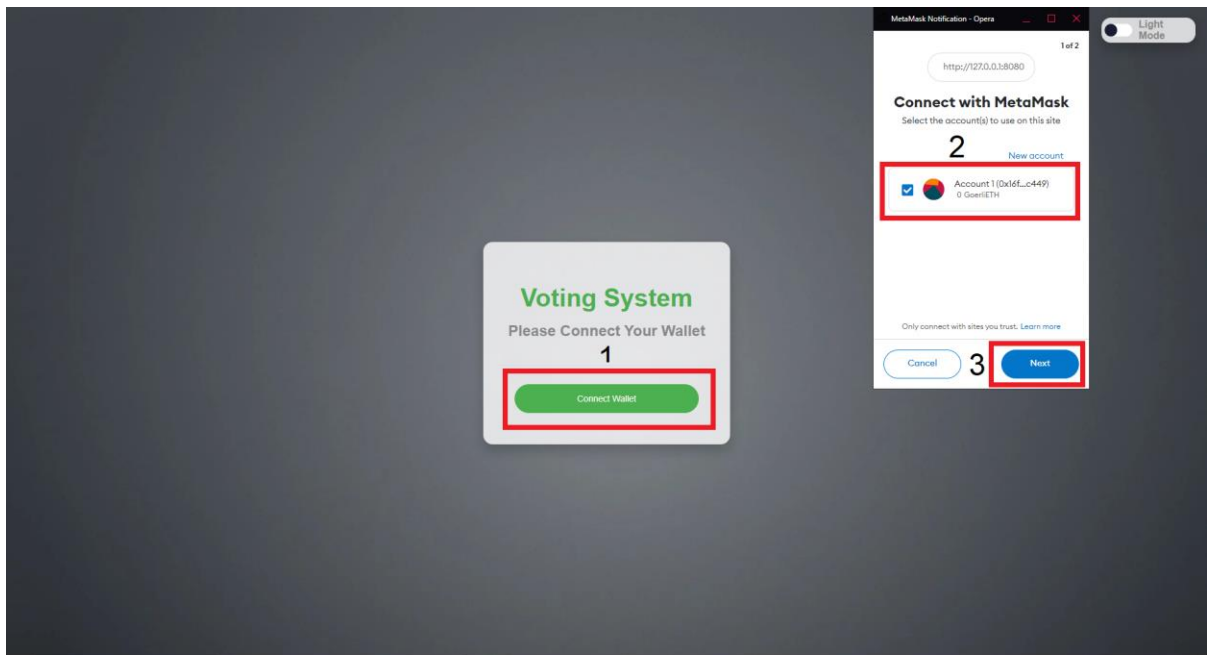 MetaMask Notification - Opera
Light
Mode
1 of 2
http://127.0.0.1:8080
Connect with MetaMask
Select the account(s) to use on this site
2
New account
Account 1 (0x16f...c449)
0 GoerliETH
Voting System
Please Connect Your Wallet
1
Connect Wallet
Only connect with sites you trust. Learn more
Cancel
3
Next